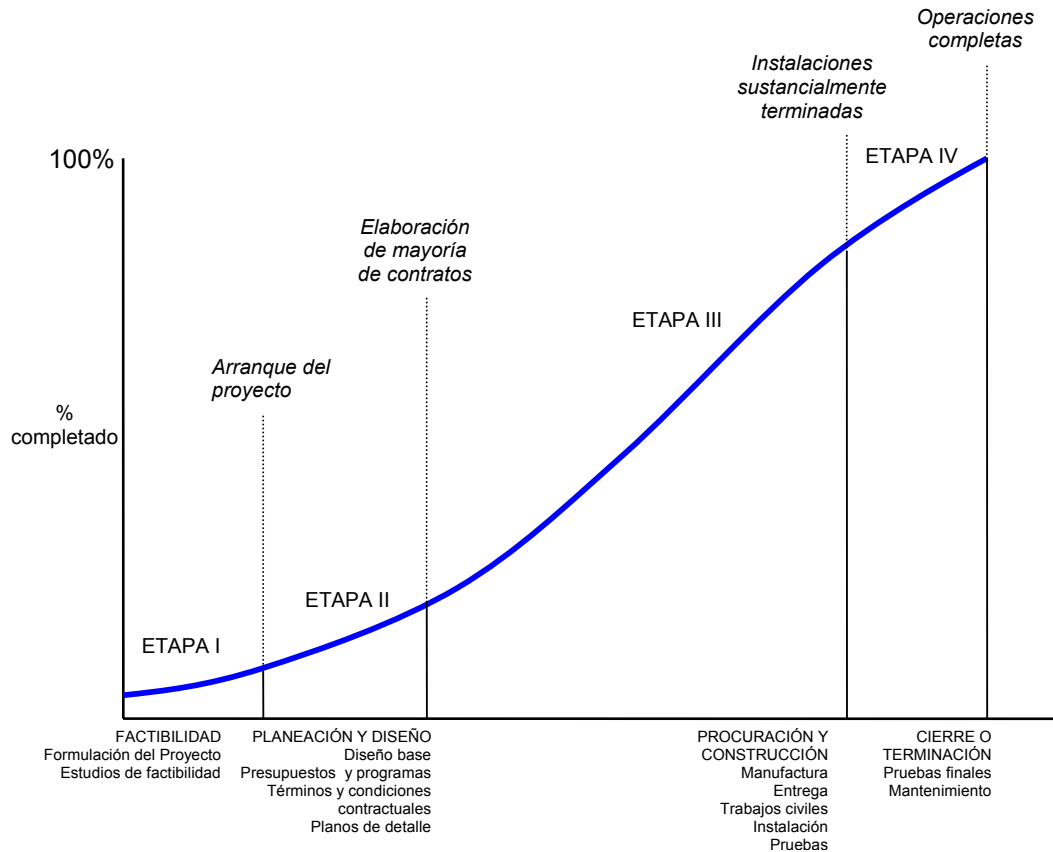 Operaciones
completas
Instalaciones
sustancialmente
terminadas
100%
ETAPA IV
Elaboración
de mayoría
de contratos
ETAPA III
Arranque del
proyecto
%
completado
ETAPA II
ETAPA I
FACTIBILIDAD
Formulación del Proyecto
Estudios de factibilidad
PLANEACIÓN Y DISEÑO
Diseño base
Presupuestos y programas
Términos y condiciones
contractuales
Planos de detalle
PROCURACIÓN Y
CONSTRUCCIÓN
Manufactura
Entrega
Trabajos civiles
Instalación
Pruebas
CIERRE O
TERMINACIÓN
Pruebas finales
Mantenimiento